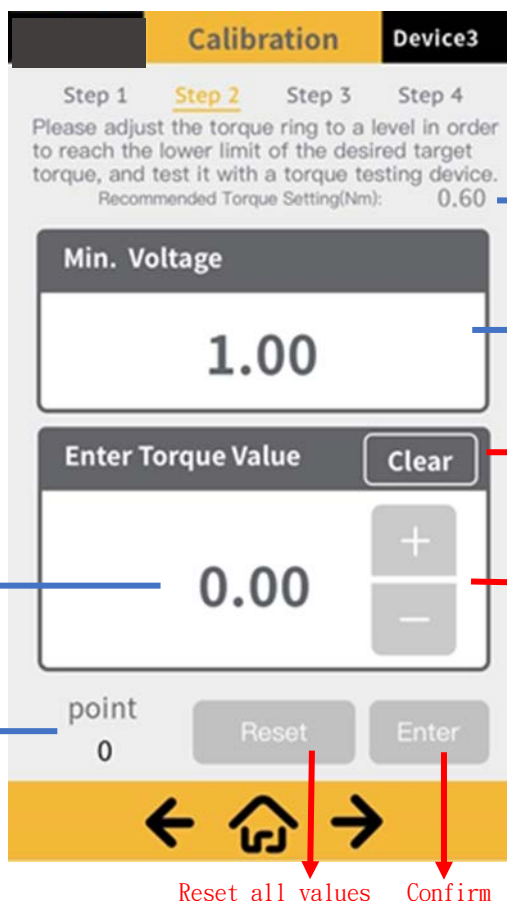 Calibration
Device3
Step 1 Step 2 Step 3 Step 4
Please adjust the torque ring to a level in order
to reach the lower limit of the desired target
torque, and test it with a torque testing device.
Recommended Torque Setting(Nm): 0.60
Min. Voltage
1.00
Enter Torque Value
Clear
+
0.00
−
point
0
Reset
Enter
Reset all values
Confirm